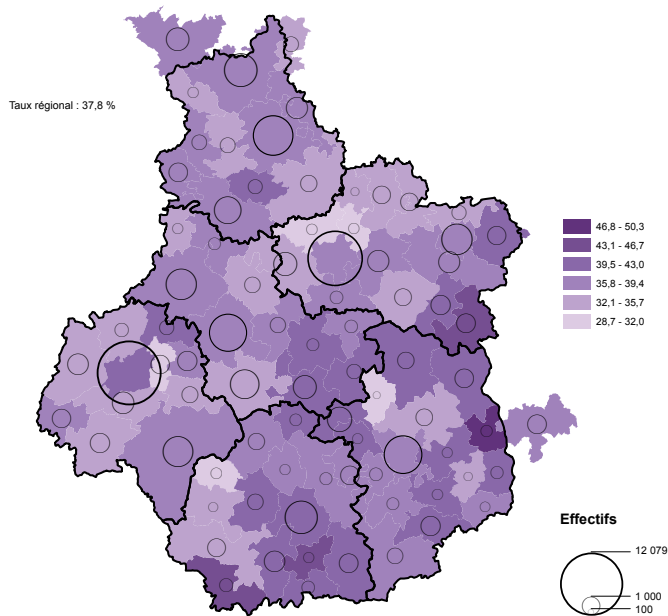 Taux régional : 37,8 %
46,8 - 50,3
43,1 - 46,7
39,5 - 43,0
35,8 - 39,4
32,1 - 35,7
28,7 - 32,0
Effectifs
12 079
1 000
100